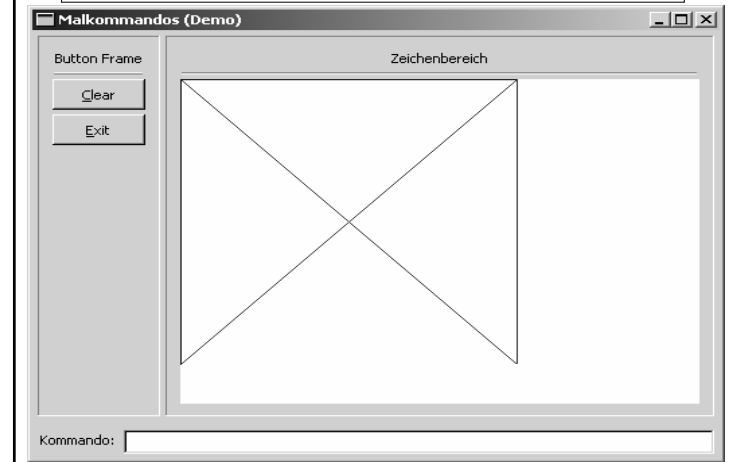 Malkommandos (Demo)
Button Frame
Zeichenbereich
Clear
Exit
Kommando: